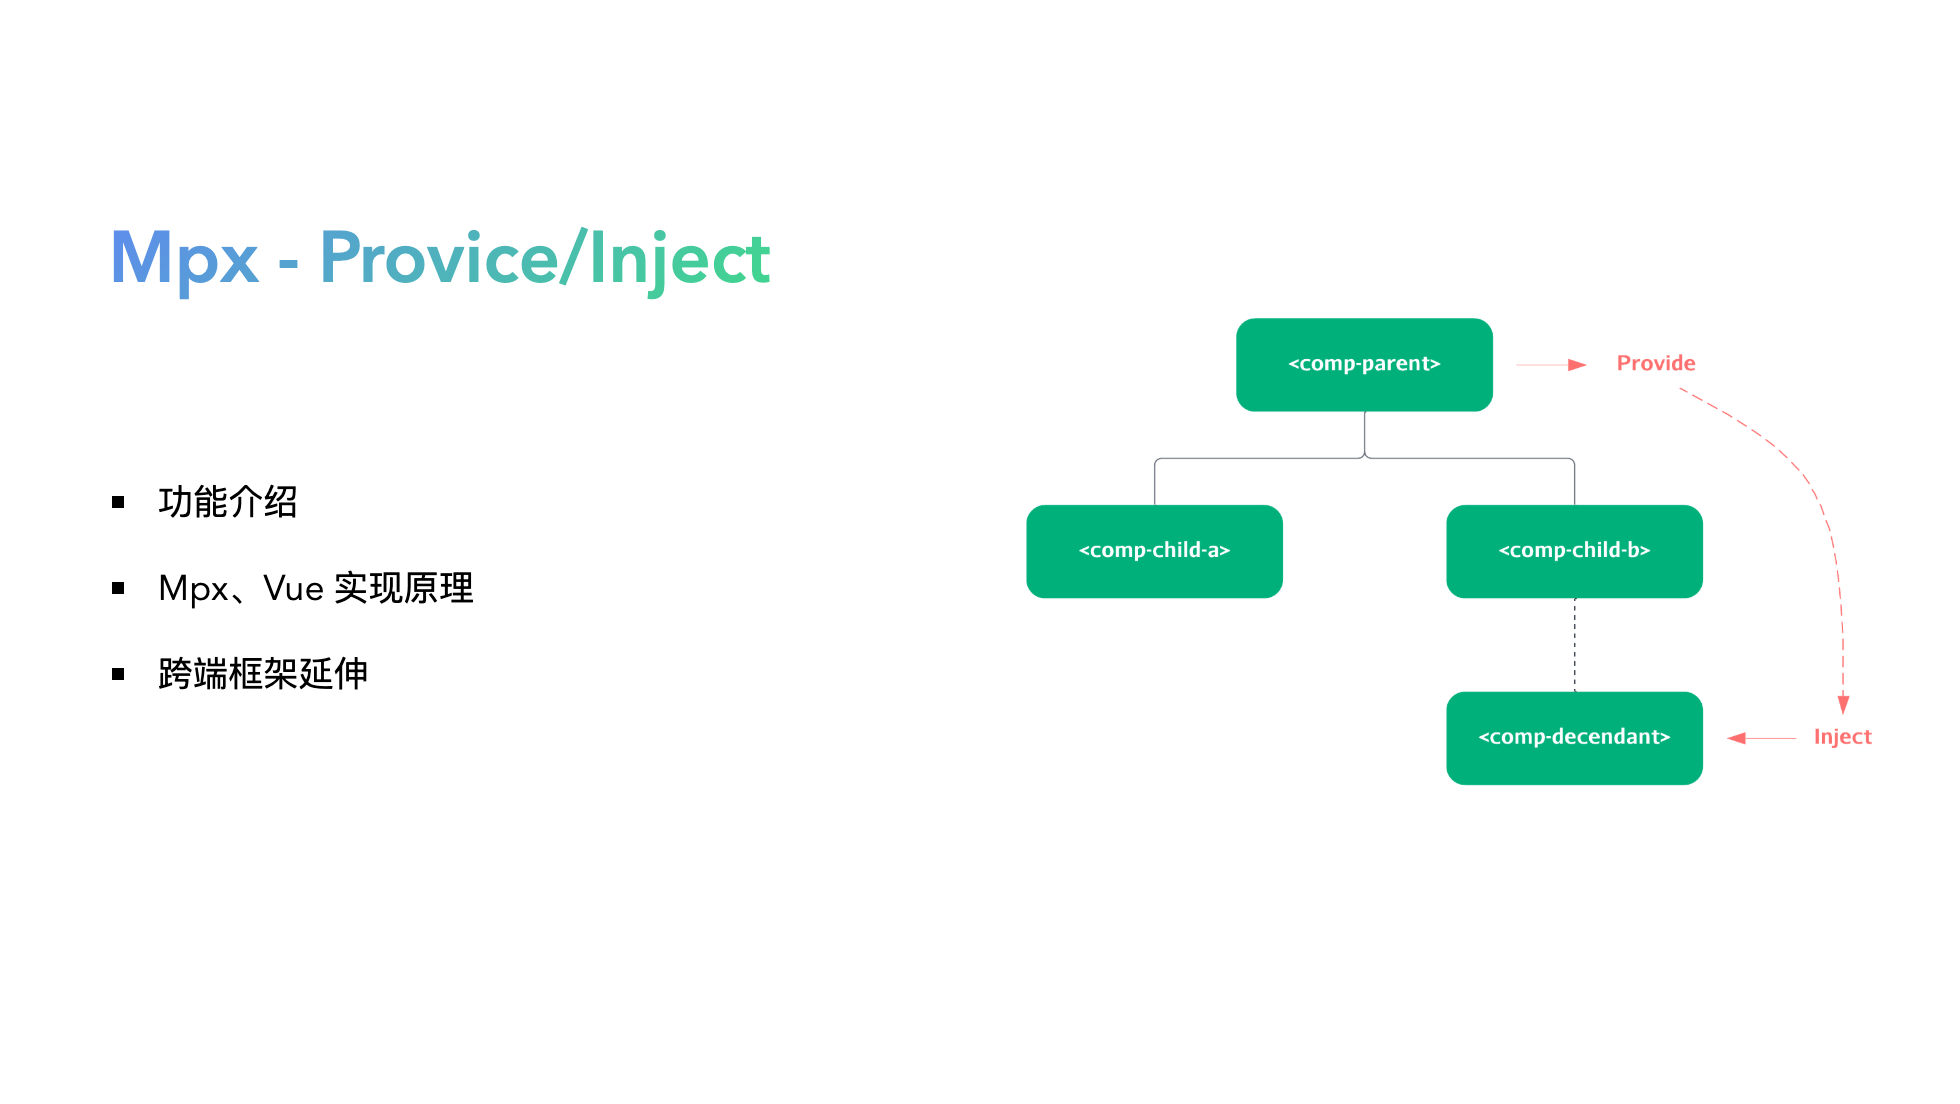 Mpx - Provice/Inject
功能介绍
Mpx、Vue 实现原理
跨端框架延伸
<comp-parent>
Provide
<comp-child-a>
<comp-child-b>
<comp-decendant>
Inject